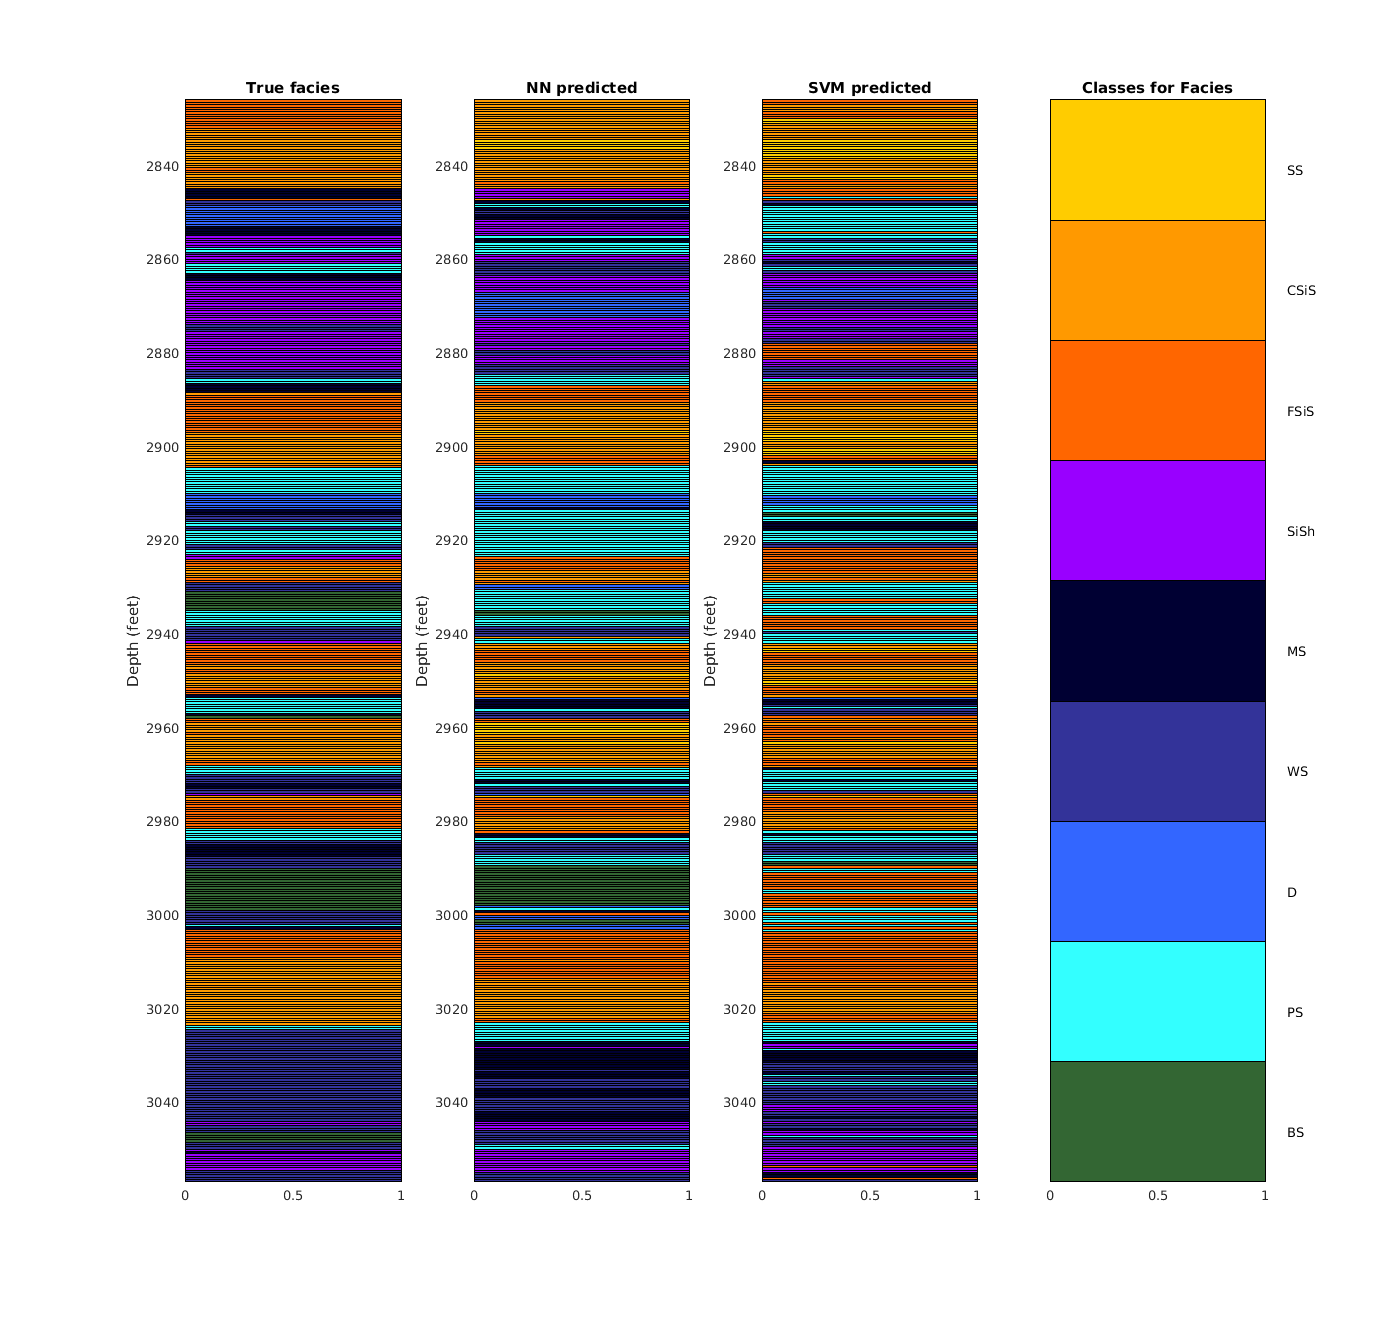 True facies
NN predicted
SVM predicted
Classes for Facies
Depth (feet)
2840
2860
2880
2900
2920
2940
2960
2980
3000
3020
3040
0 0.5 1
Depth (feet)
2840
2860
2880
2900
2920
2940
2960
2980
3000
3020
3040
0 0.5 1
Depth (feet)
2840
2860
2880
2900
2920
2940
2960
2980
3000
3020
3040
0 0.5 1
SS
CSiS
FSiS
SiSh
MS
WS
D
PS
BS
0 0.5 1